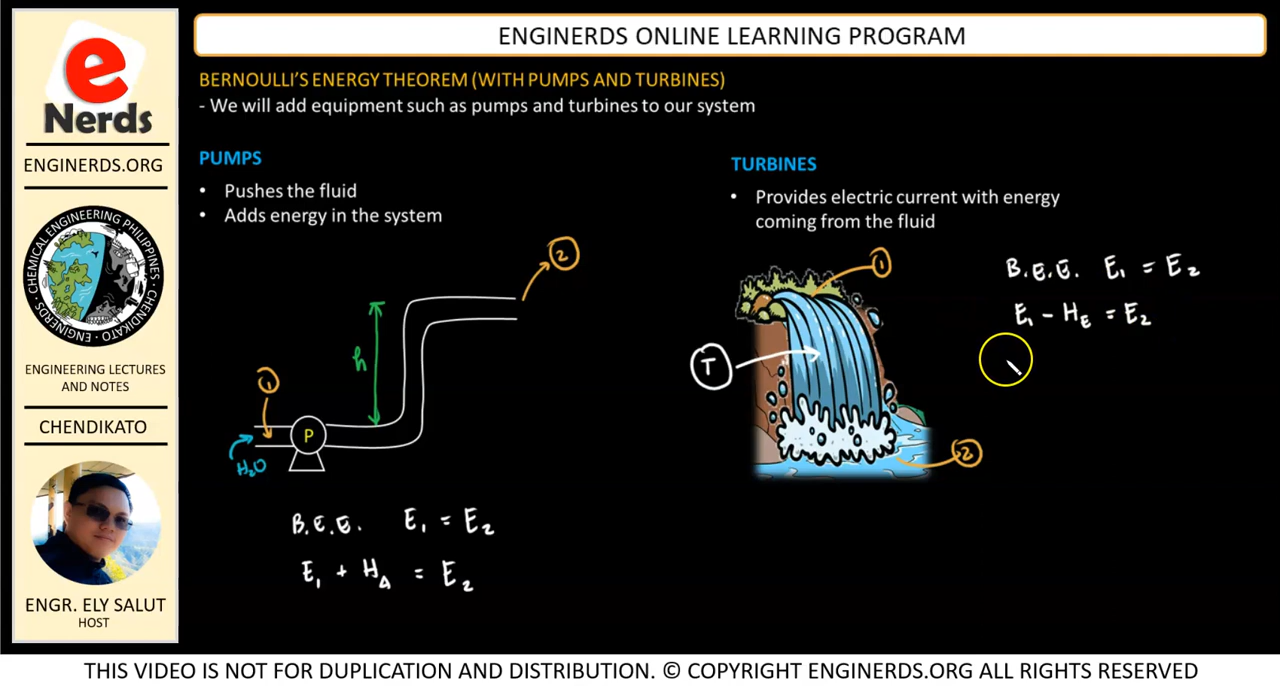 ENGINERDS ONLINE LEARNING PROGRAM
e
Nerds
ENGINERDS.ORG
CHEMICAL ENGINEERING PHILIPPINES • CHENDIKATO • ENGINERDS •
ENGINEERING LECTURES
AND NOTES
CHENDIKATO
ENGR. ELY SALUT
HOST
BERNOULLI'S ENERGY THEOREM (WITH PUMPS AND TURBINES)
- We will add equipment such as pumps and turbines to our system
PUMPS
• Pushes the fluid
• Adds energy in the system
2
h
1
P
H₂O
B.E.E. E₁ = E₂
E₁ + H_A = E₂
TURBINES
• Provides electric current with energy
coming from the fluid
1
T
2
B.E.E. E₁ = E₂
E₁ - H_E = E₂
THIS VIDEO IS NOT FOR DUPLICATION AND DISTRIBUTION. © COPYRIGHT ENGINERDS.ORG ALL RIGHTS RESERVED